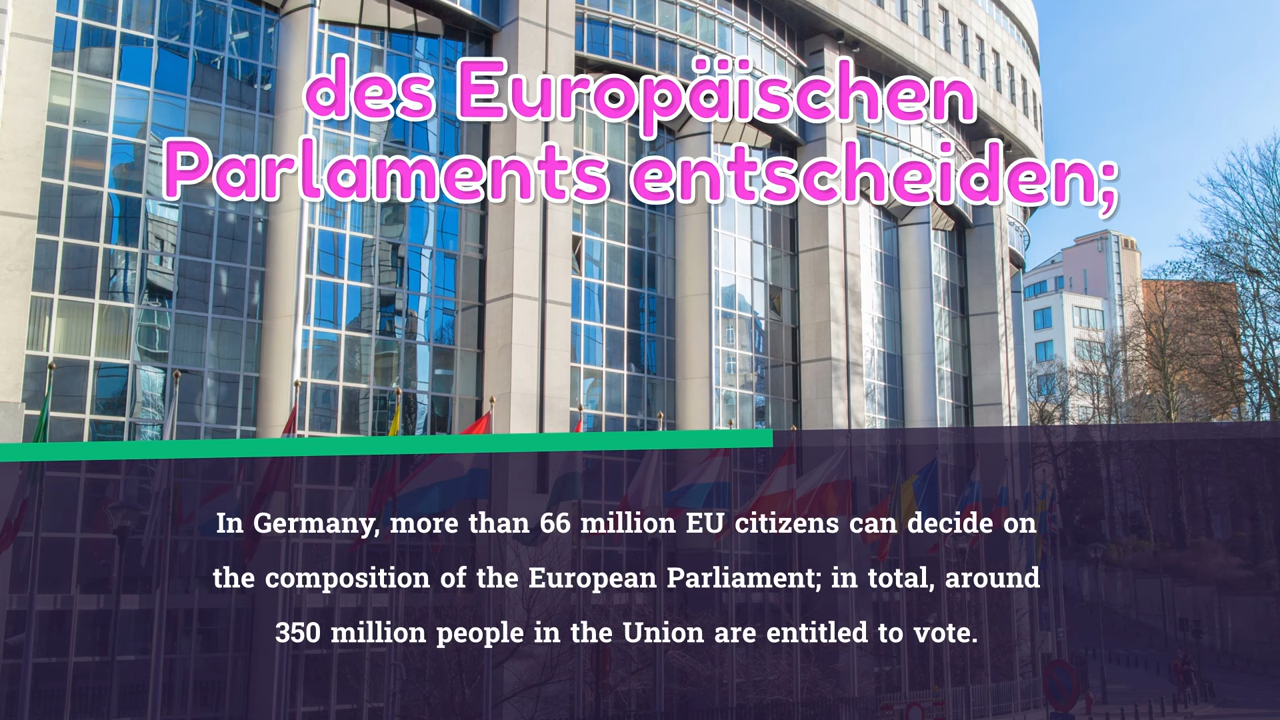 des Europäischen
Parlaments entscheiden;
In Germany, more than 66 million EU citizens can decide on
the composition of the European Parliament; in total, around
350 million people in the Union are entitled to vote.